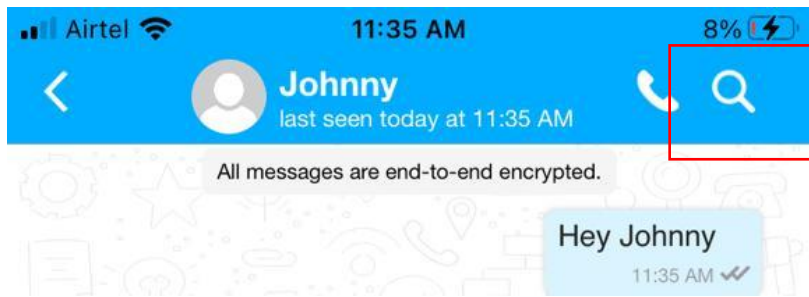 Airtel 11:35 AM 8%
Johnny
last seen today at 11:35 AM
All messages are end-to-end encrypted.
Hey Johnny
11:35 AM